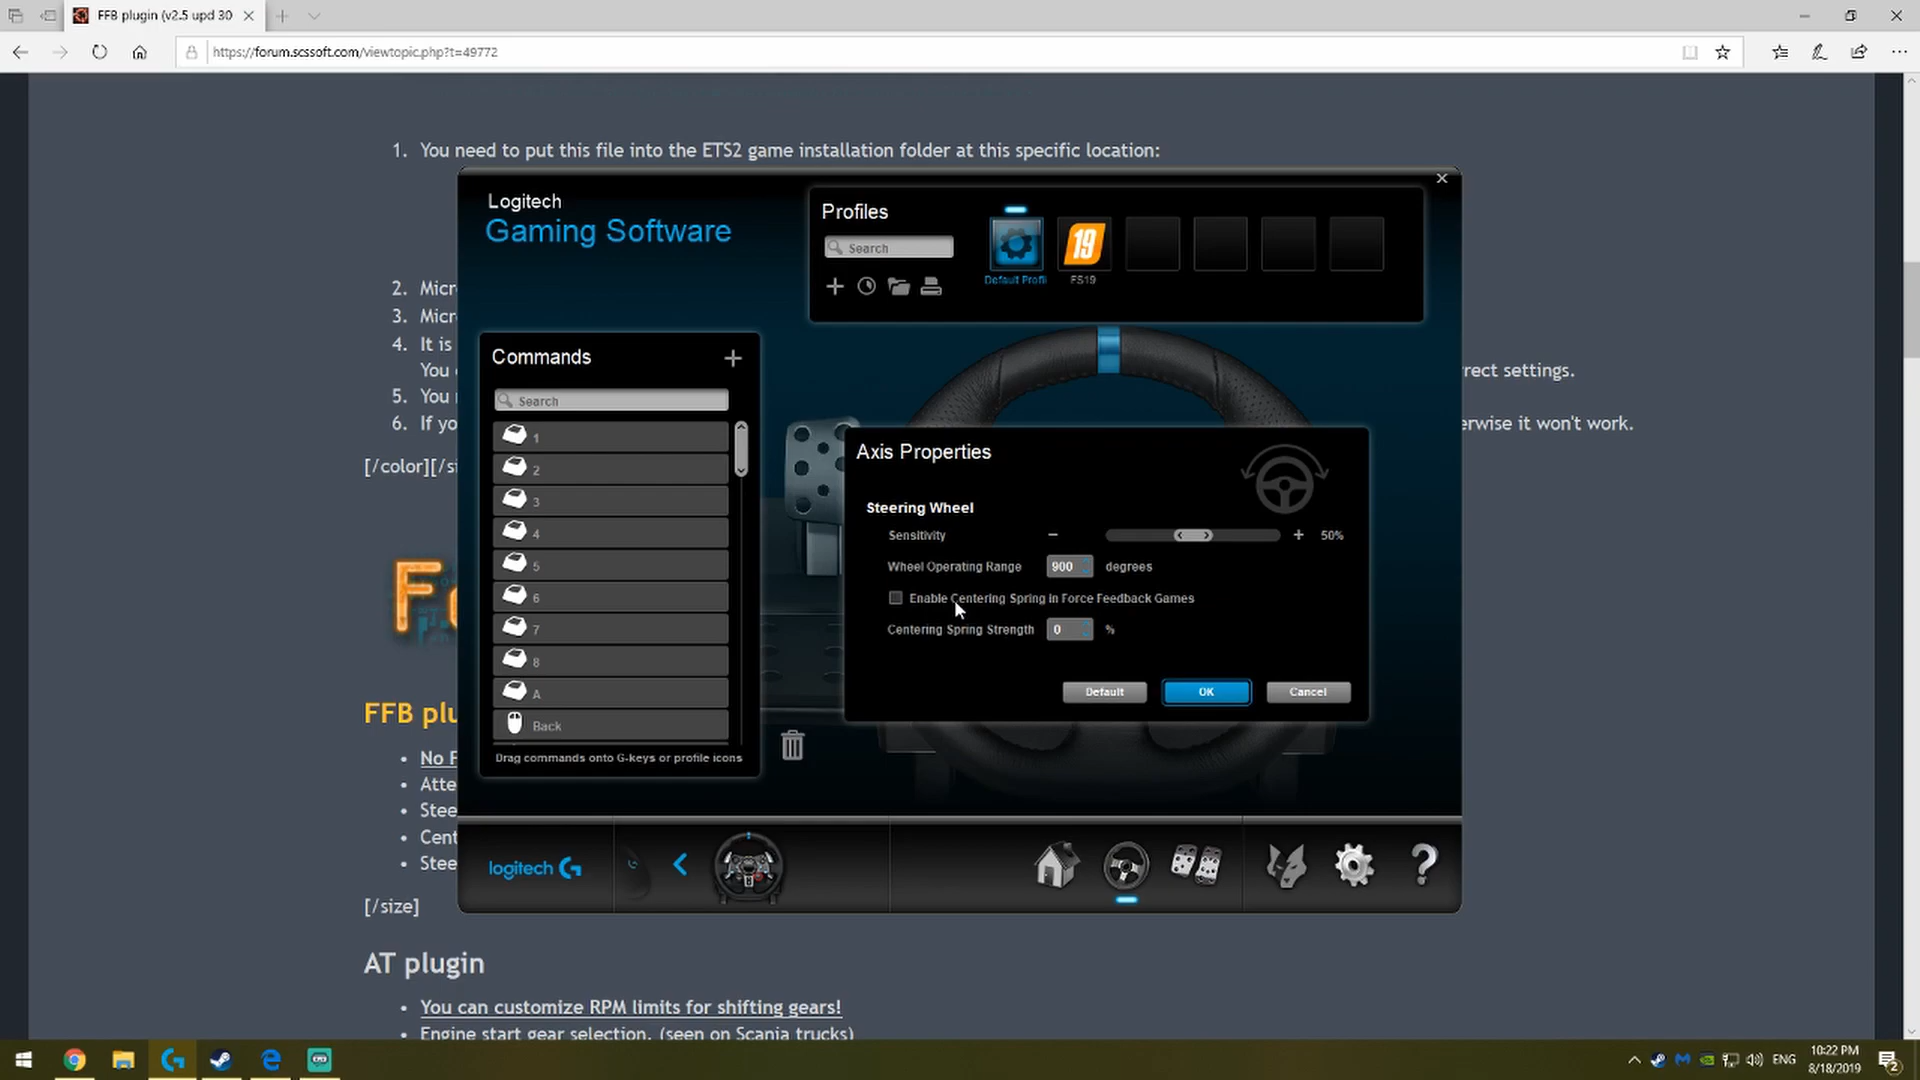 FFB plugin (v2.5 upd 30
https://forum.scssoft.com/viewtopic.php?t=49772
1. You need to put this file into the ETS2 game installation folder at this specific location:
Logitech
Gaming Software
Profiles
Search
19
Default Profi
FS19
2. Micr
3. Micr
4. It is
You
rrect settings.
5. You
6. If yo
erwise it won't work.
[/color][/si
Commands
Search
1
2
3
4
5
6
7
8
A
Back
Drag commands onto G-keys or profile icons
Axis Properties
Steering Wheel
Sensitivity
50%
Wheel Operating Range 900 degrees
Enable Centering Spring in Force Feedback Games
Centering Spring Strength 0 %
Default
OK
Cancel
FFB plu
No F
Atte
Stee
Cent
Stee
[/size]
logitech G
AT plugin
You can customize RPM limits for shifting gears!
Engine start gear selection. (seen on Scania trucks)
ENG
10:22 PM
8/18/2019
2